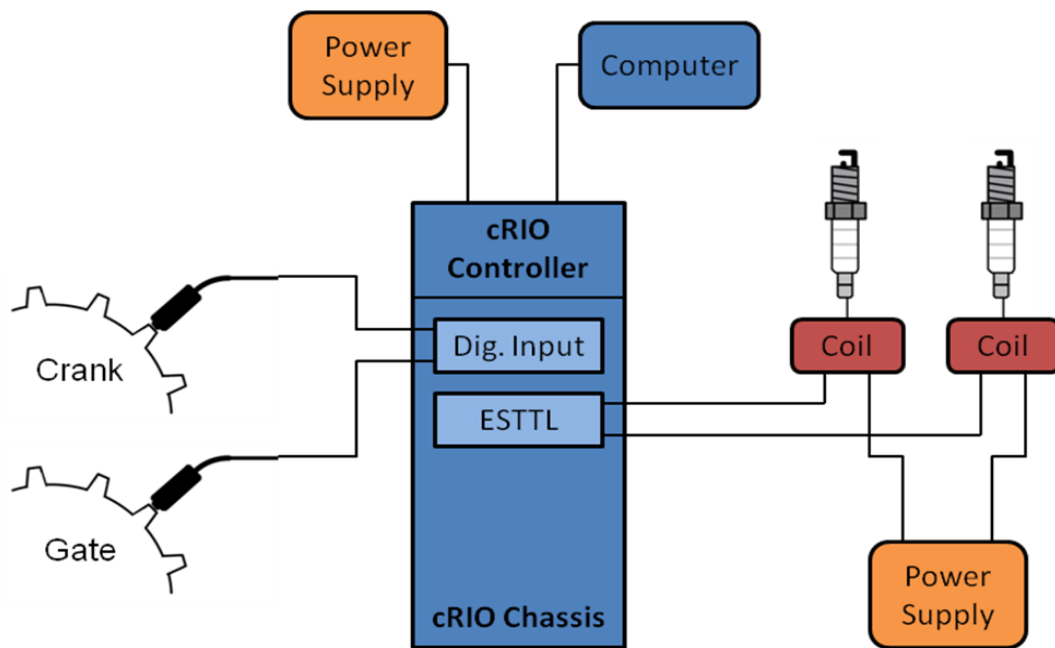 Power
Supply
Computer
cRIO
Controller
Dig. Input
ESTTL
cRIO Chassis
Crank
Gate
Coil
Coil
Power
Supply